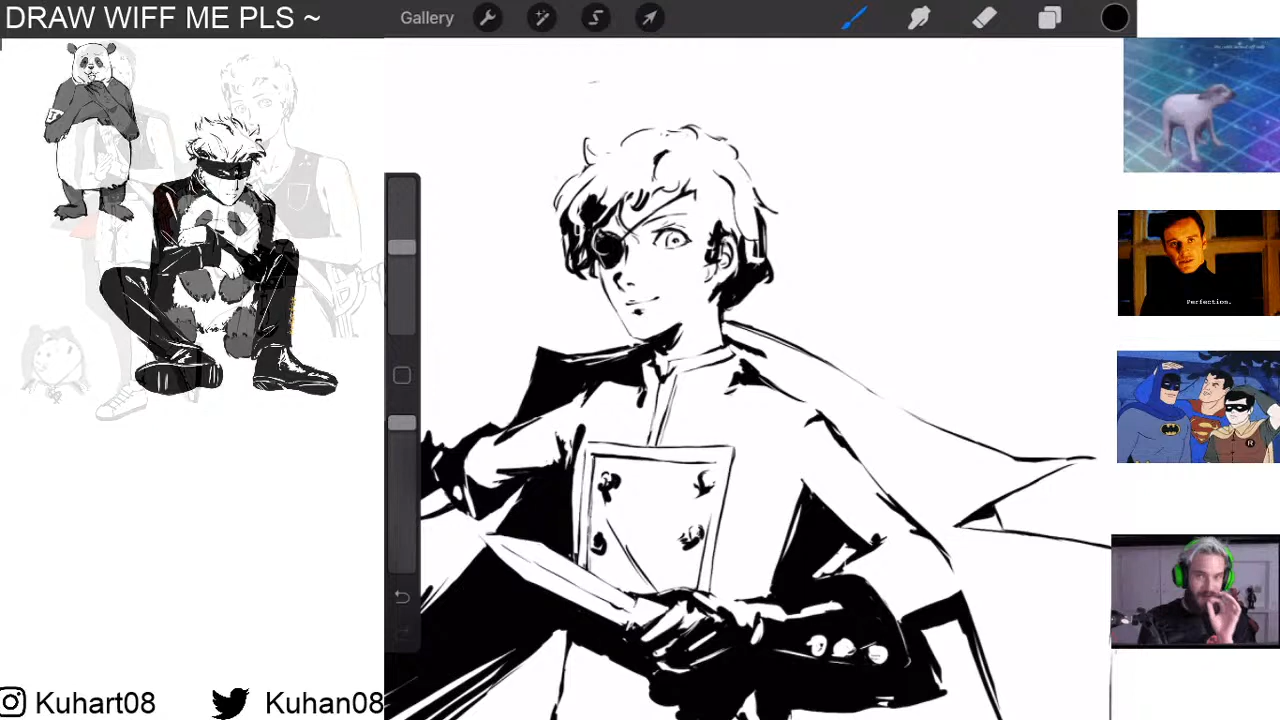 DRAW WIFF ME PLS ~
Gallery
Perfection.
Kuhart08
Kuhan08